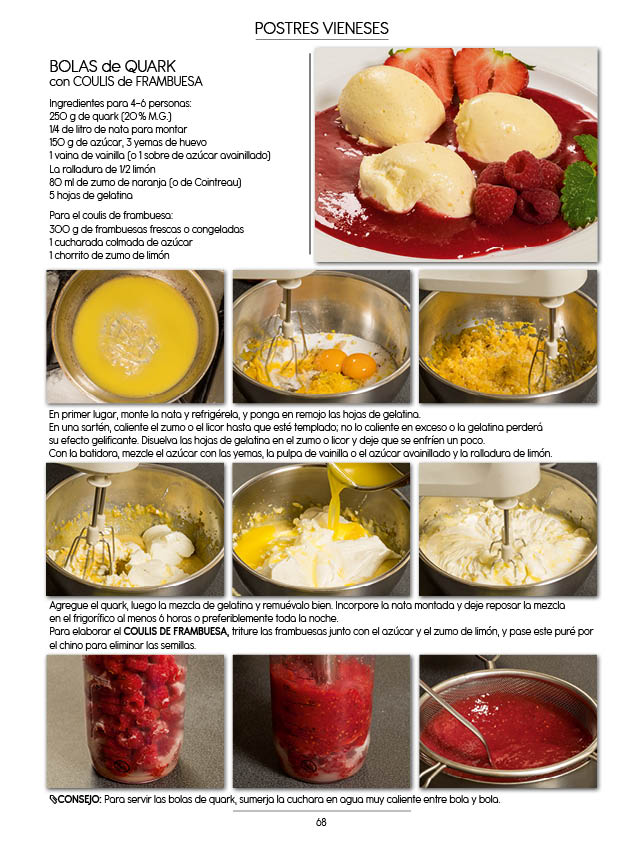 POSTRES VIENESES
BOLAS de QUARK
con COULIS de FRAMBUESA
Ingredientes para 4-6 personas:
250 g de quark (20% M.G.)
1/4 de litro de nata para montar
150 g de azúcar, 3 yemas de huevo
1 vaina de vainilla (o 1 sobre de azúcar avainillado)
La ralladura de 1/2 limón
80 ml de zumo de naranja (o de Cointreau)
5 hojas de gelatina
Para el coulis de frambuesa:
300 g de frambuesas frescas o congeladas
1 cucharada colmada de azúcar
1 chorrito de zumo de limón
En primer lugar, monte la nata y refrigérela, y ponga en remojo las hojas de gelatina.
En una sartén, caliente el zumo o el licor hasta que esté templado; no lo caliente en exceso o la gelatina perderá
su efecto gelificante. Disuelva las hojas de gelatina en el zumo o licor y deje que se enfríen un poco.
Con la batidora, mezcle el azúcar con las yemas, la pulpa de vainilla o el azúcar avainillado y la ralladura de limón.
Agregue el quark, luego la mezcla de gelatina y remuévalo bien. Incorpore la nata montada y deje reposar la mezcla
en el frigorífico al menos 6 horas o preferiblemente toda la noche.
Para elaborar el COULIS DE FRAMBUESA, triture las frambuesas junto con el azúcar y el zumo de limón, y pase este puré por
el chino para eliminar las semillas.
CONSEJO: Para servir las bolas de quark, sumerja la cuchara en agua muy caliente entre bola y bola.
68